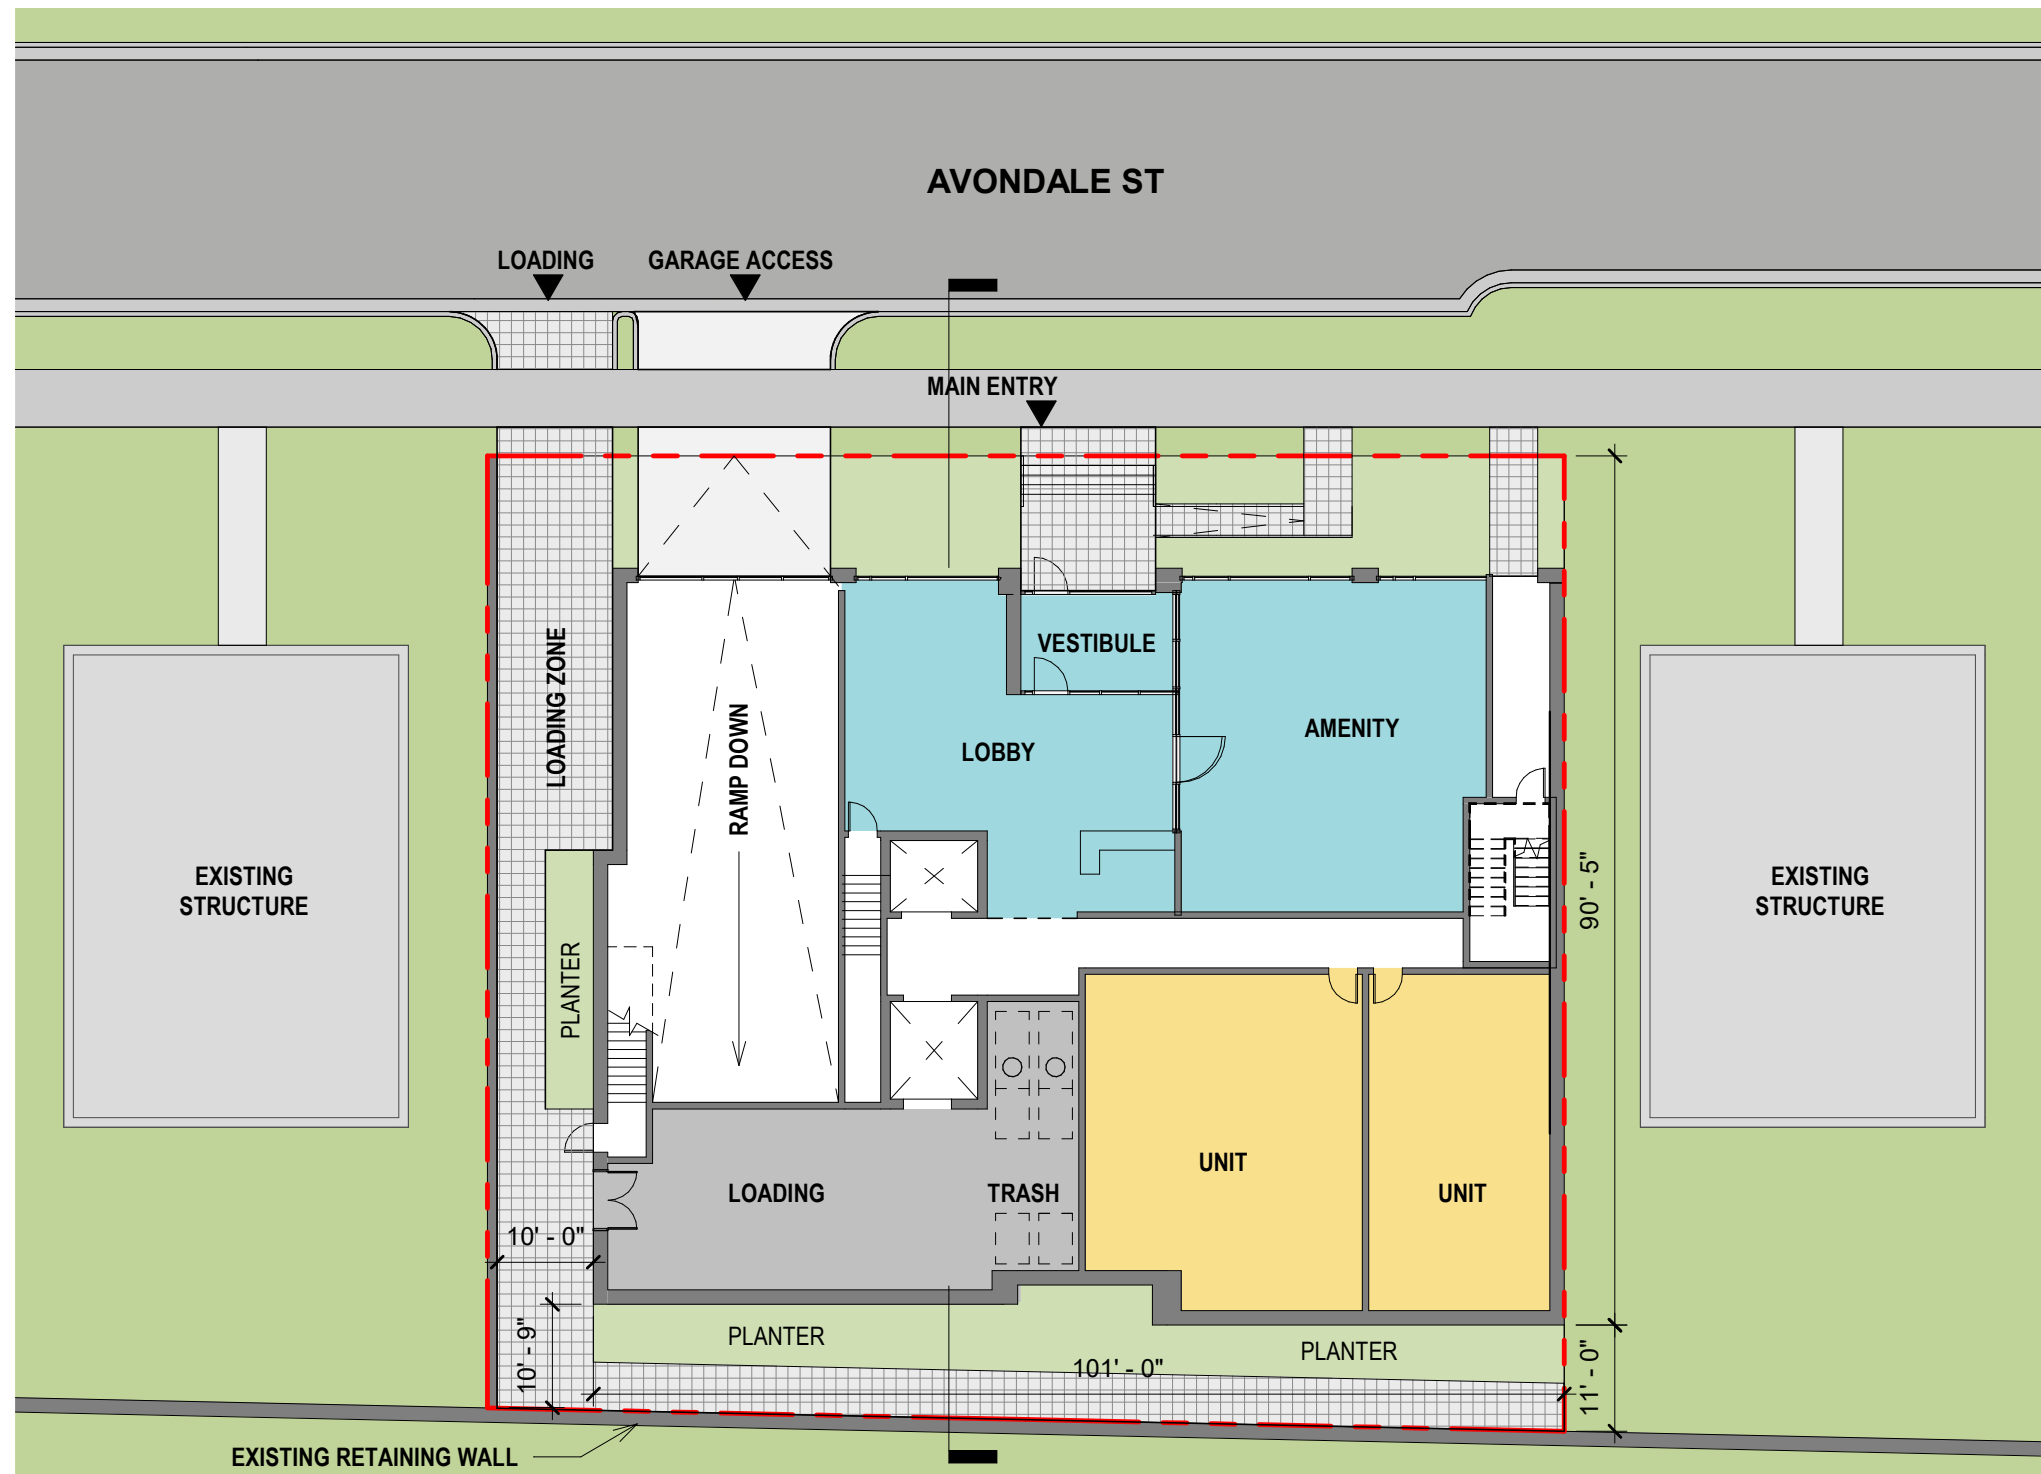 AVONDALE ST
LOADING
GARAGE ACCESS
MAIN ENTRY
LOADING ZONE
VESTIBULE
RAMP DOWN
LOBBY
AMENITY
EXISTING
STRUCTURE
EXISTING
STRUCTURE
90' - 5"
PLANTER
UNIT
UNIT
LOADING
TRASH
10' - 0"
10' - 9"
PLANTER
PLANTER
101' - 0"
11' - 0"
EXISTING RETAINING WALL